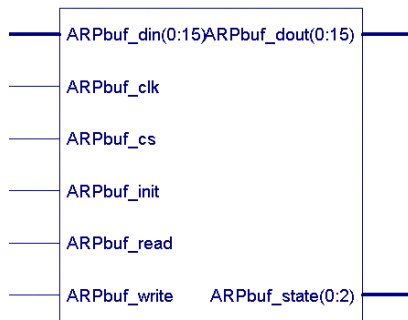 ARPbuf_din(0:15) ARPbuf_dout(0:15)
ARPbuf_clk
ARPbuf_cs
ARPbuf_init
ARPbuf_read
ARPbuf_write ARPbuf_state(0:2)